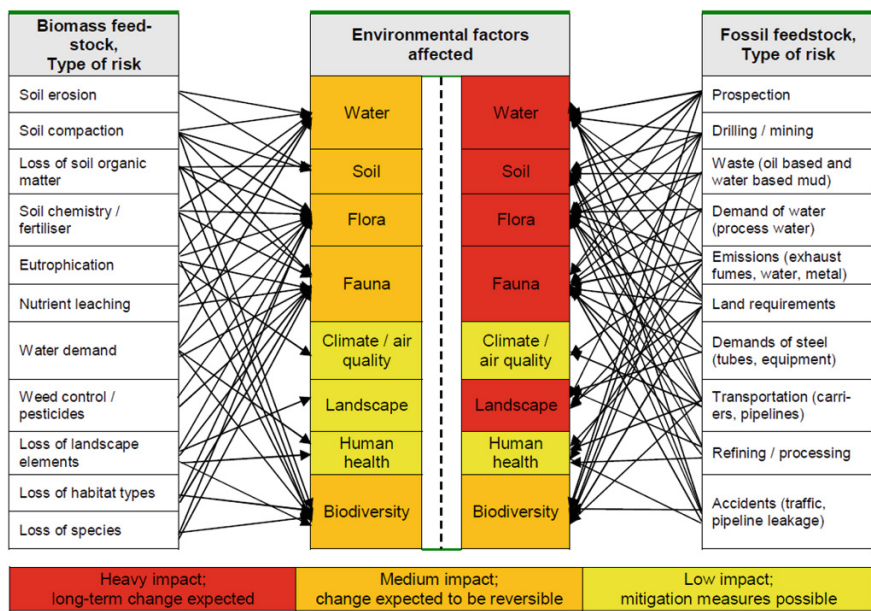 Biomass feed-
stock,
Type of risk
Soil erosion
Soil compaction
Loss of soil organic
matter
Soil chemistry /
fertiliser
Eutrophication
Nutrient leaching
Water demand
Weed control /
pesticides
Loss of landscape
elements
Loss of habitat types
Loss of species
Environmental factors
affected
Water
Soil
Flora
Fauna
Climate / air
quality
Landscape
Human
health
Biodiversity
Water
Soil
Flora
Fauna
Climate /
air quality
Landscape
Human
health
Biodiversity
Fossil feedstock,
Type of risk
Prospection
Drilling / mining
Waste (oil based and
water based mud)
Demand of water
(process water)
Emissions (exhaust
fumes, water, metal)
Land requirements
Demands of steel
(tubes, equipment)
Transportation (carri-
ers, pipelines)
Refining / processing
Accidents (traffic,
pipeline leakage)
Heavy impact;
long-term change expected
Medium impact;
change expected to be reversible
Low impact;
mitigation measures possible